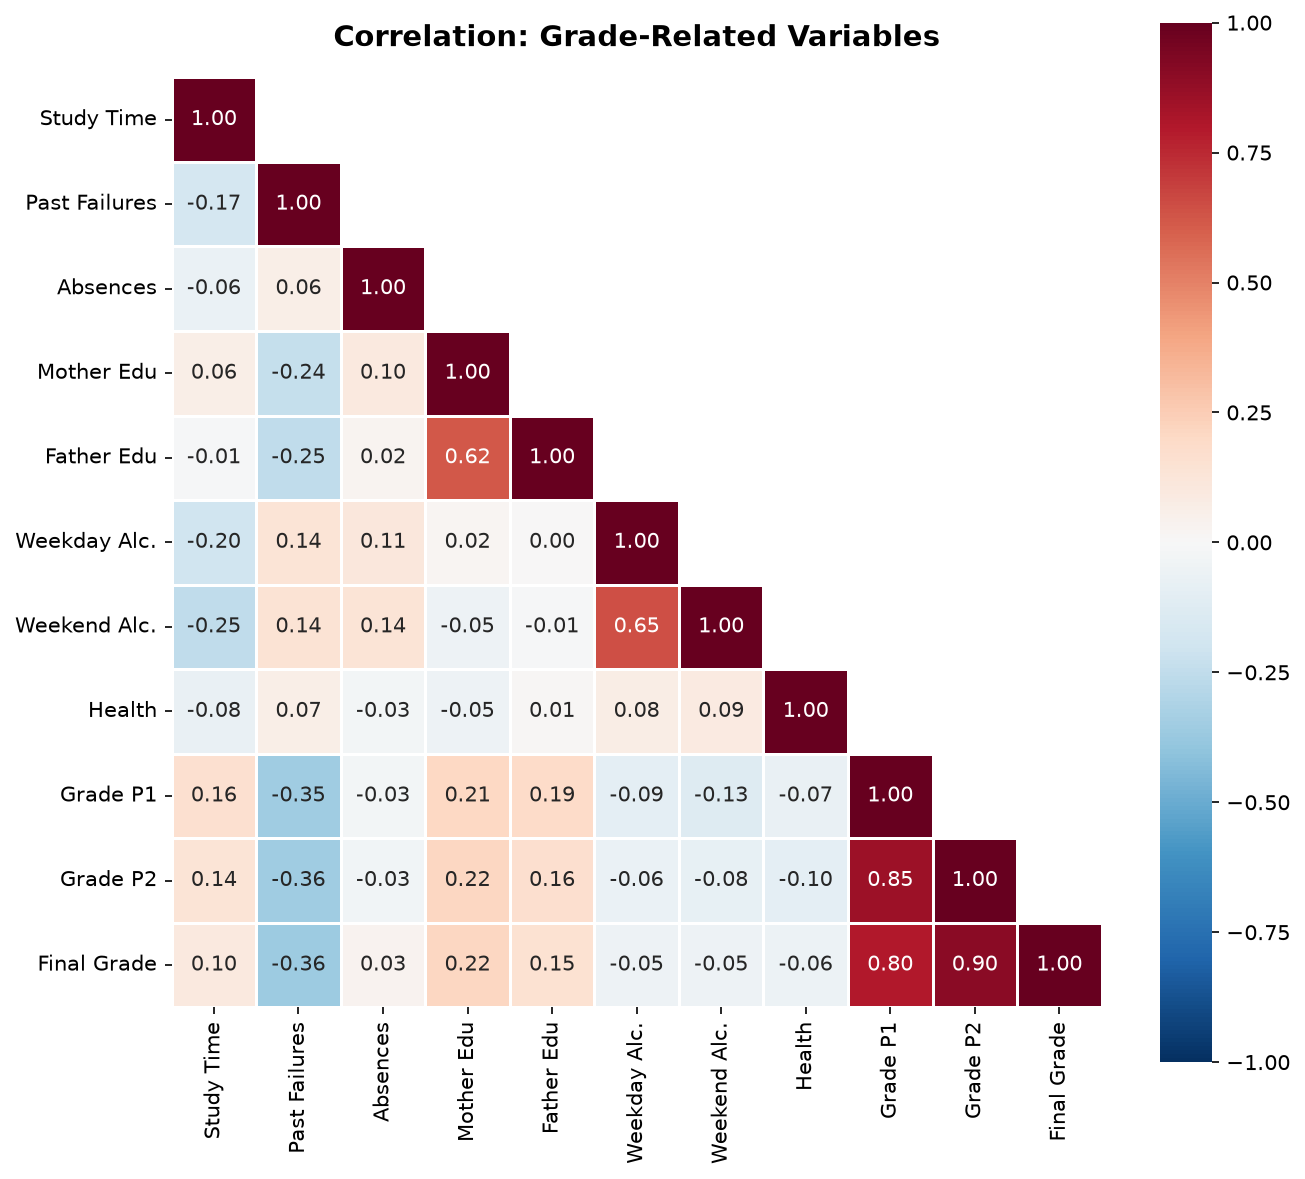 Correlation: Grade-Related Variables
Study Time 1.00
Past Failures -0.17 1.00
Absences -0.06 0.06 1.00
Mother Edu 0.06 -0.24 0.10 1.00
Father Edu -0.01 -0.25 0.02 0.62 1.00
Weekday Alc. -0.20 0.14 0.11 0.02 0.00 1.00
Weekend Alc. -0.25 0.14 0.14 -0.05 -0.01 0.65 1.00
Health -0.08 0.07 -0.03 -0.05 0.01 0.08 0.09 1.00
Grade P1 0.16 -0.35 -0.03 0.21 0.19 -0.09 -0.13 -0.07 1.00
Grade P2 0.14 -0.36 -0.03 0.22 0.16 -0.06 -0.08 -0.10 0.85 1.00
Final Grade 0.10 -0.36 0.03 0.22 0.15 -0.05 -0.05 -0.06 0.80 0.90 1.00
Study Time
Past Failures
Absences
Mother Edu
Father Edu
Weekday Alc.
Weekend Alc.
Health
Grade P1
Grade P2
Final Grade
1.00
0.75
0.50
0.25
0.00
−0.25
−0.50
−0.75
−1.00